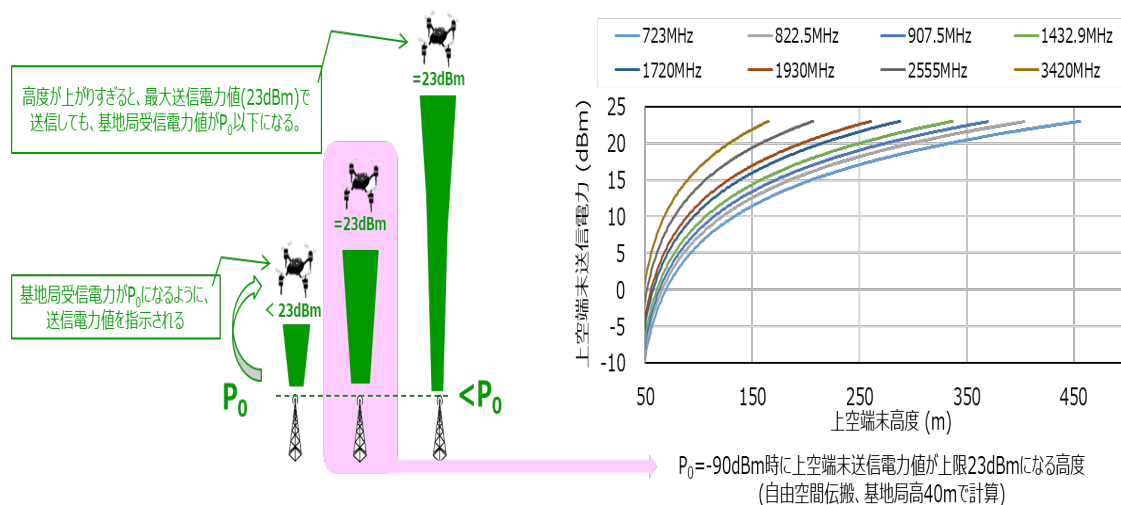 高度が上がりすぎると、最大送信電力値(23dBm)で
送信しても、基地局受信電力値がP0以下になる。
=23dBm
=23dBm
基地局受信電力がP0になるように、
送信電力値を指示される
< 23dBm
P0
<P0
723MHz 822.5MHz 907.5MHz 1432.9MHz
1720MHz 1930MHz 2555MHz 3420MHz
上空端末送信電力 (dBm)
25
20
15
10
5
0
-5
-10
50 150 250 350 450
上空端末高度 (m)
P0=-90dBm時に上空端末送信電力値が上限23dBmになる高度
(自由空間伝搬、基地局高40mで計算)